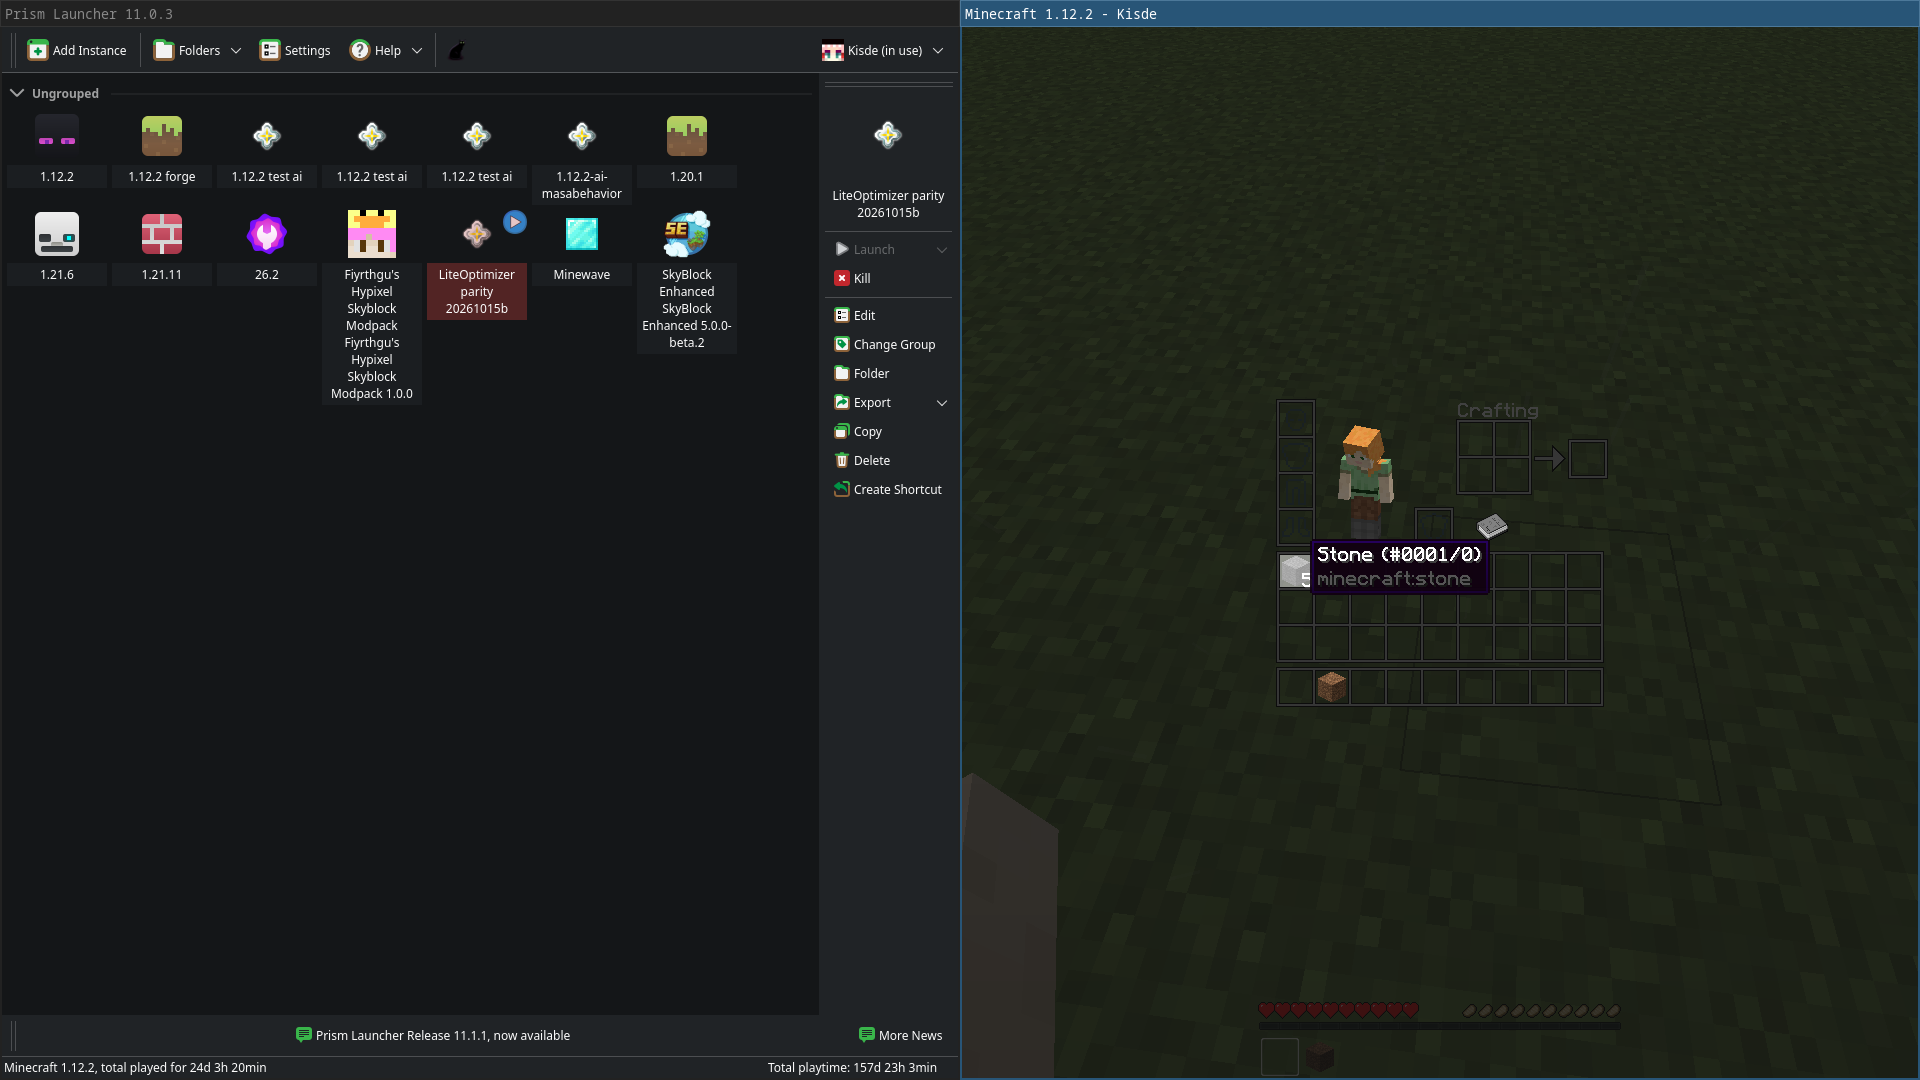 Prism Launcher 11.0.3
Add Instance
Folders
Settings
Help
Kisde (in use)
Ungrouped
1.12.2
1.12.2 forge
1.12.2 test ai
1.12.2 test ai
1.12.2 test ai
1.12.2-ai-
masabehavior
1.20.1
1.21.6
1.21.11
26.2
Fiyrthgu's
Hypixel
Skyblock
Modpack
Fiyrthgu's
Hypixel
Skyblock
Modpack 1.0.0
LiteOptimizer
parity
20261015b
Minewave
SE
SkyBlock
Enhanced
SkyBlock
Enhanced 5.0.0-
beta.2
LiteOptimizer parity
20261015b
Launch
Kill
Edit
Change Group
Folder
Export
Copy
Delete
Create Shortcut
Prism Launcher Release 11.1.1, now available
More News
Minecraft 1.12.2, total played for 24d 3h 20min
Total playtime: 157d 23h 3min
Minecraft 1.12.2 - Kisde
Crafting
5
Stone (#0001/0)
minecraft:stone